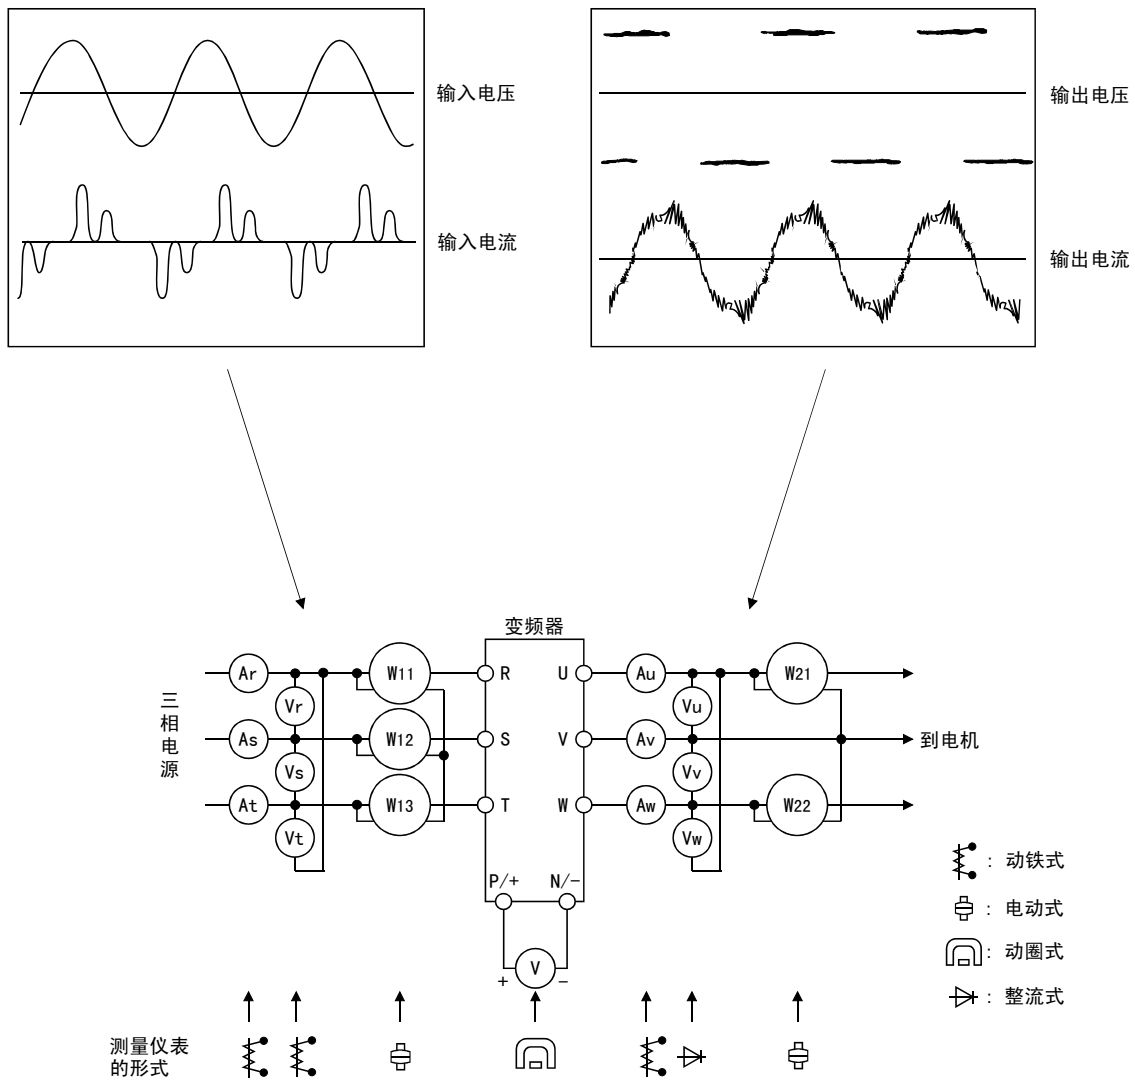 输入电压
输出电压
输入电流
输出电流
变频器
三相电源
Ar
Vr
As
Vs
At
Vt
W11
W12
W13
R
S
T
U
V
W
P/+
N/-
Au
Vu
Av
Vv
Aw
Vw
W21
W22
到电机
V
+
-
: 动铁式
: 电动式
: 动圈式
: 整流式
测量仪表
的形式